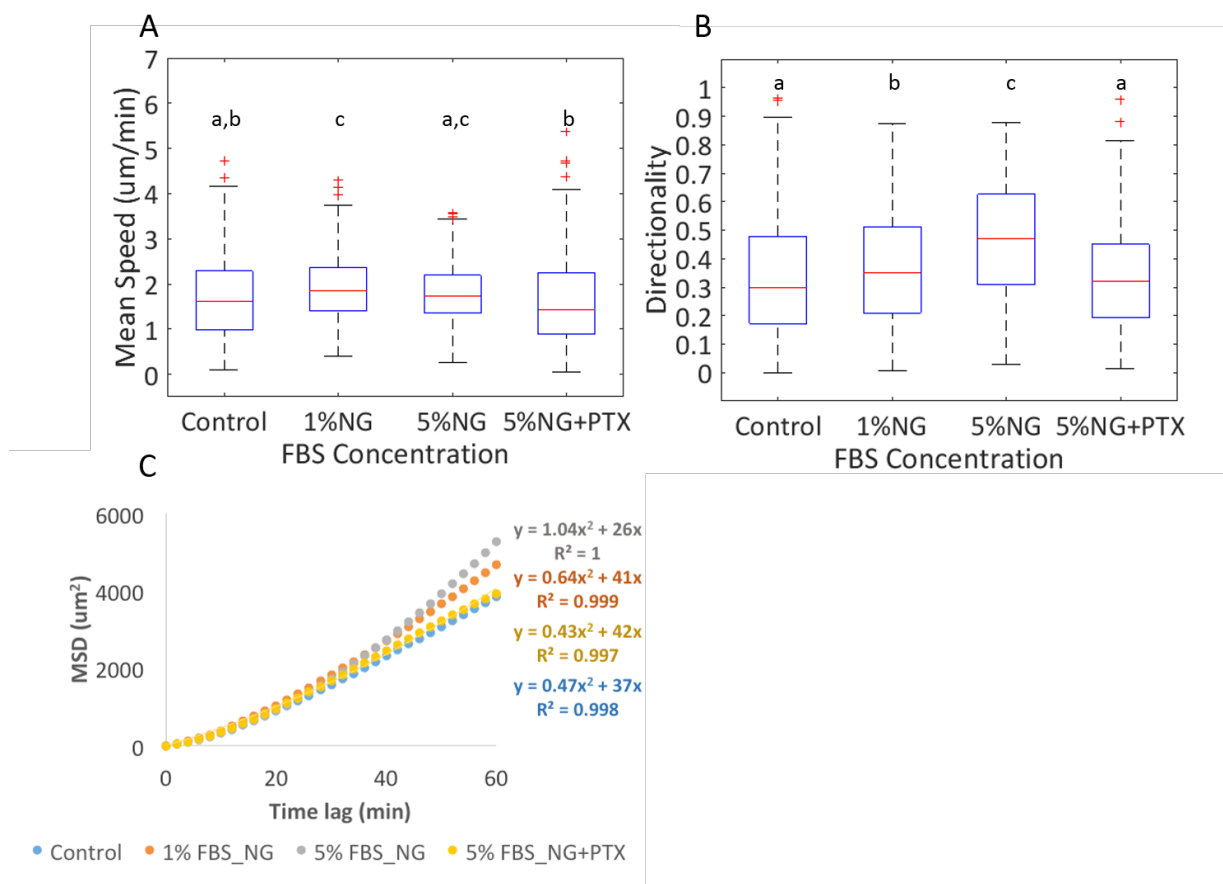 A
B
7
6
5
4
3
2
1
0
Mean Speed (um/min)
a,b c a,c b
Control 1%NG 5%NG 5%NG+PTX
FBS Concentration
1
0.9
0.8
0.7
0.6
0.5
0.4
0.3
0.2
0.1
0
Directionality
a b c a
Control 1%NG 5%NG 5%NG+PTX
FBS Concentration
C
6000
4000
2000
0
MSD (um²)
y = 1.04x² + 26x
R² = 1
y = 0.64x² + 41x
R² = 0.999
y = 0.43x² + 42x
R² = 0.997
y = 0.47x² + 37x
R² = 0.998
0 20 40 60
Time lag (min)
Control 1% FBS_NG 5% FBS_NG 5% FBS_NG+PTX